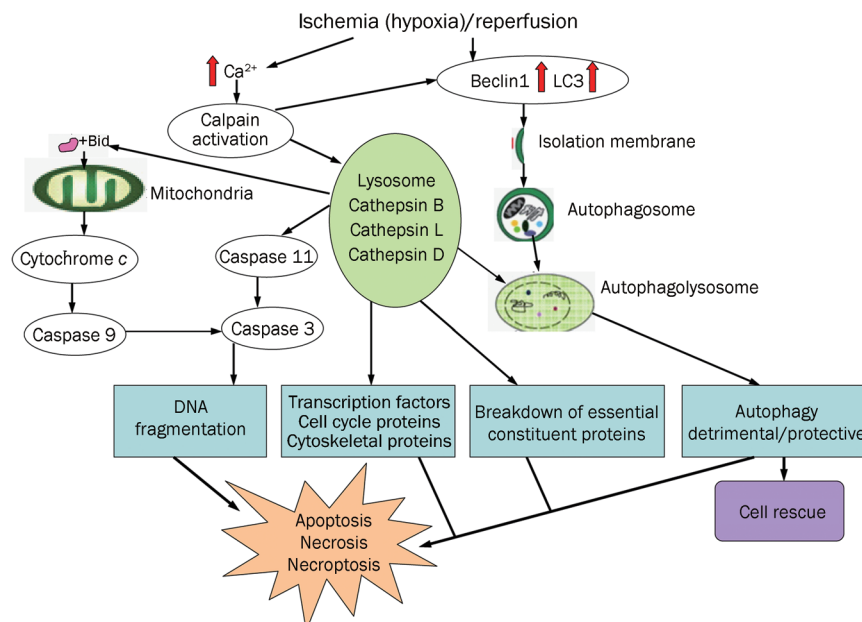 Ischemia (hypoxia)/reperfusion
Ca²⁺
Beclin1 LC3
Calpain
activation
+Bid
Isolation membrane
Mitochondria
Lysosome
Cathepsin B
Cathepsin L
Cathepsin D
Autophagosome
Cytochrome c
Caspase 11
Autophagolysosome
Caspase 9
Caspase 3
DNA
fragmentation
Transcription factors
Cell cycle proteins
Cytoskeletal proteins
Breakdown of essential
constituent proteins
Autophagy
detrimental/protective
Apoptosis
Necrosis
Necroptosis
Cell rescue